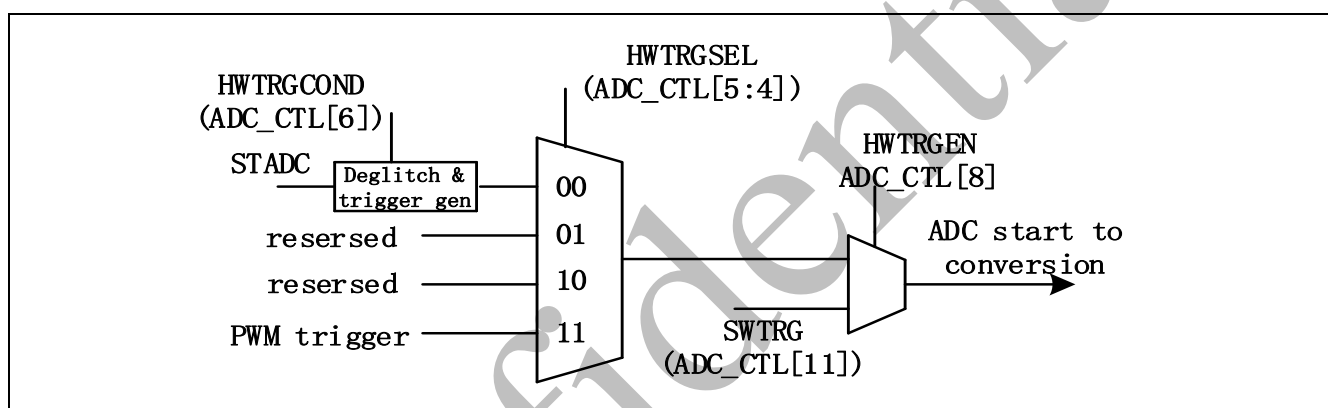 HWTRGSEL
(ADC_CTL[5:4])
HWTRGCOND
(ADC_CTL[6])
STADC
Deglitch &
trigger gen
00
resersed
01
resersed
10
PWM trigger
11
HWTRGEN
ADC_CTL[8]
ADC start to
conversion
SWTRG
(ADC_CTL[11])